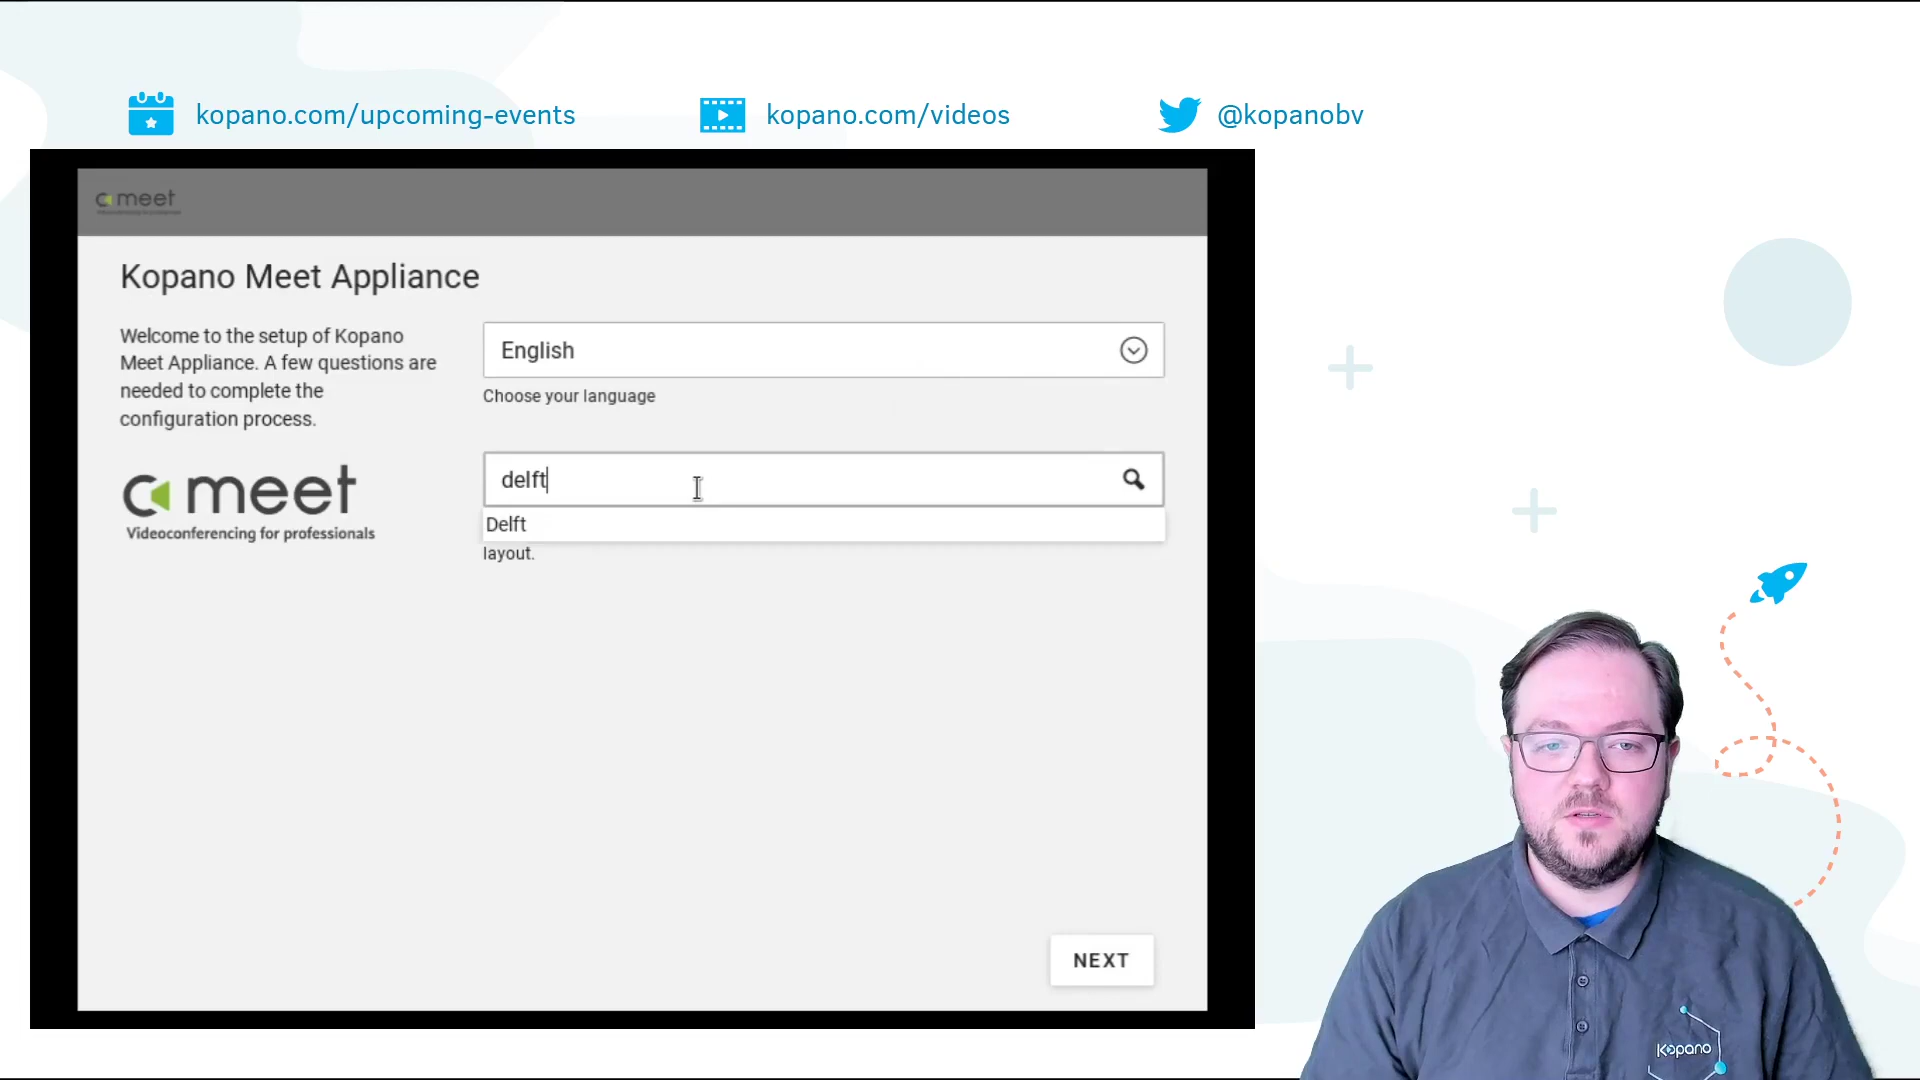 kopano.com/upcoming-events
kopano.com/videos
@kopanobv
meet
Kopano Meet Appliance
Welcome to the setup of Kopano
Meet Appliance. A few questions are
needed to complete the
configuration process.
English
Choose your language
meet
Videoconferencing for professionals
delft
Delft
layout.
NEXT
Kopano